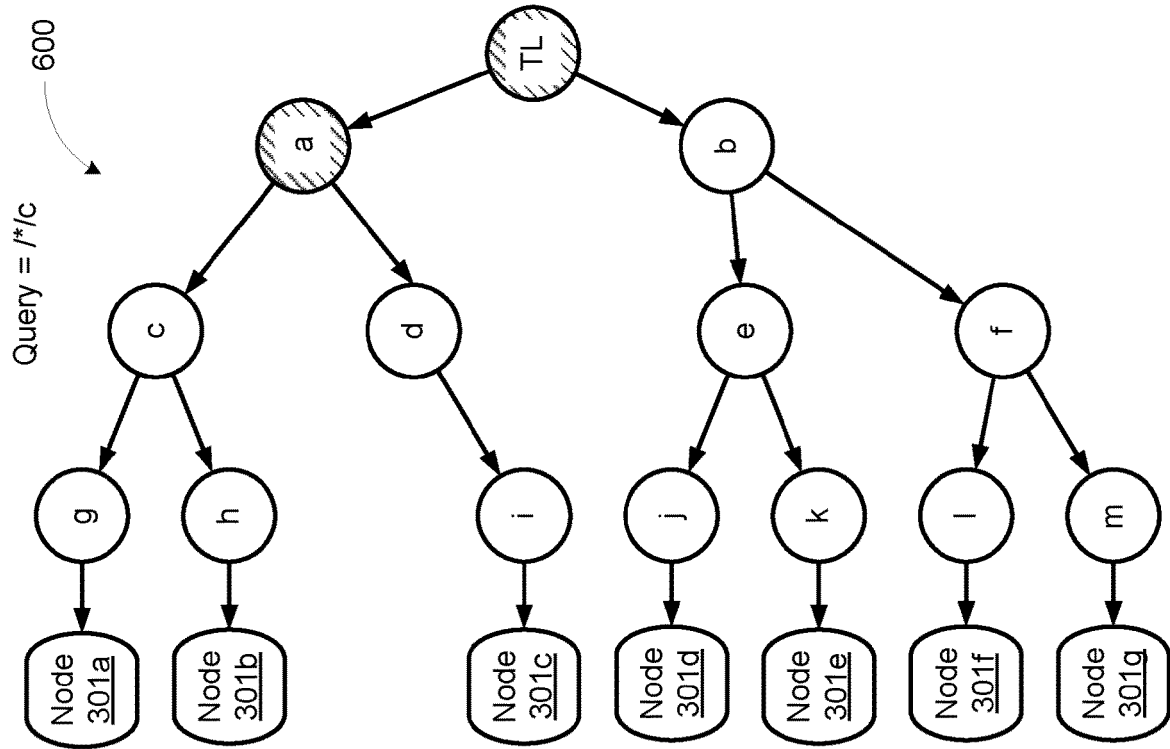 Query = /*/c
600
Node
301a
g
c
Node
301b
h
a
d
Node
301c
i
TL
Node
301d
j
b
e
Node
301e
k
Node
301f
l
f
Node
301g
m